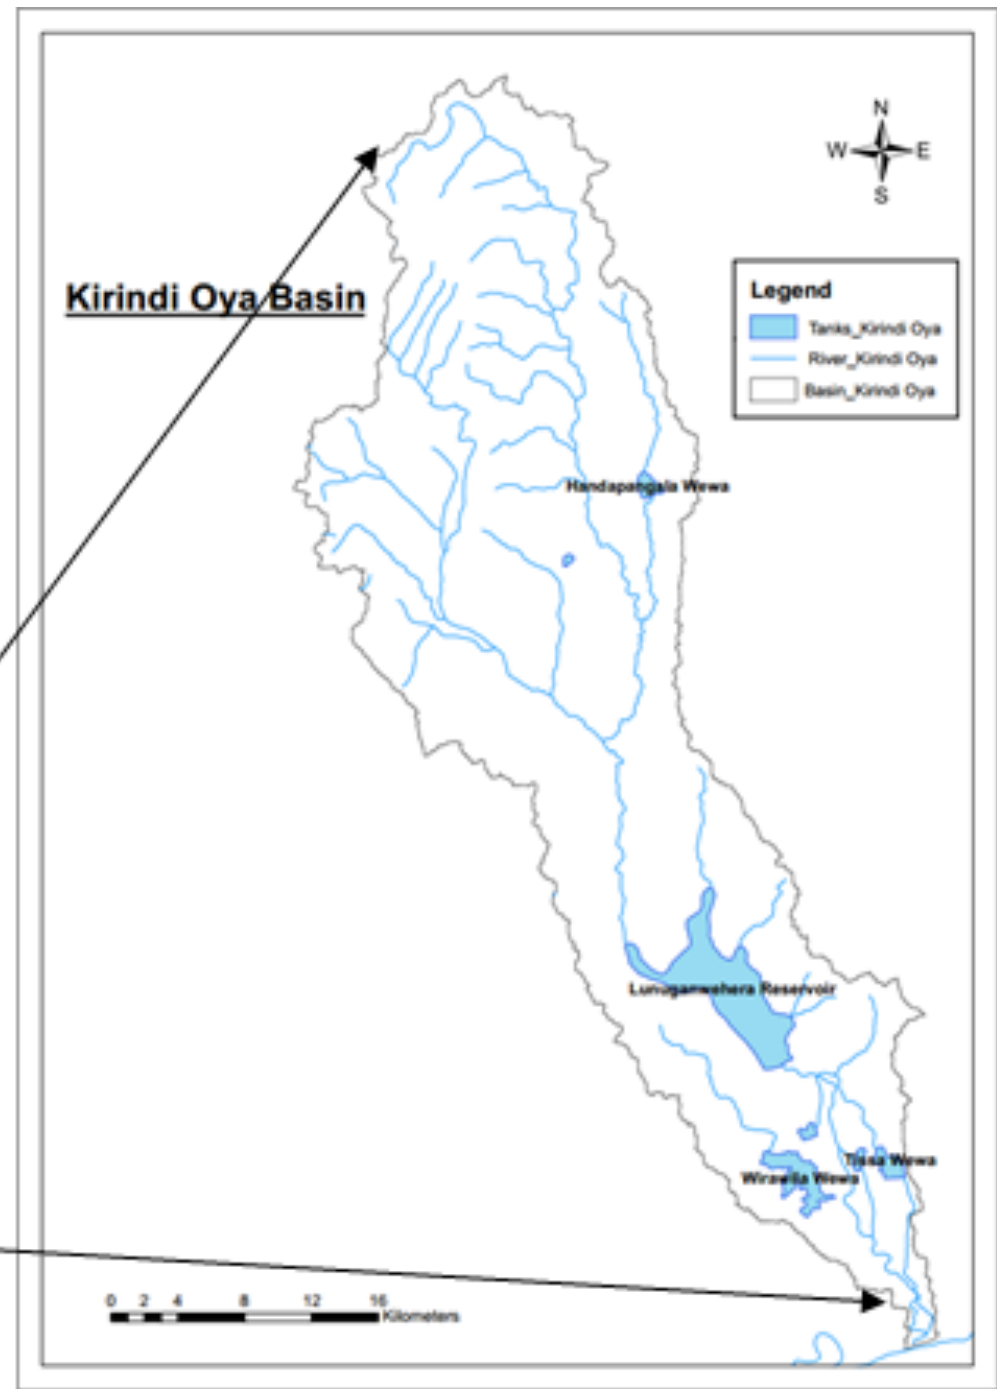 N
W E
S
Kirindi Oya Basin
Legend
Tanks_Kirindi Oya
River_Kirindi Oya
Basin_Kirindi Oya
Handapangala Wewa
Lunuganwehera Reservoir
Tissa Wewa
Wirawila Wewa
0 2 4 8 12 16
Kilometers